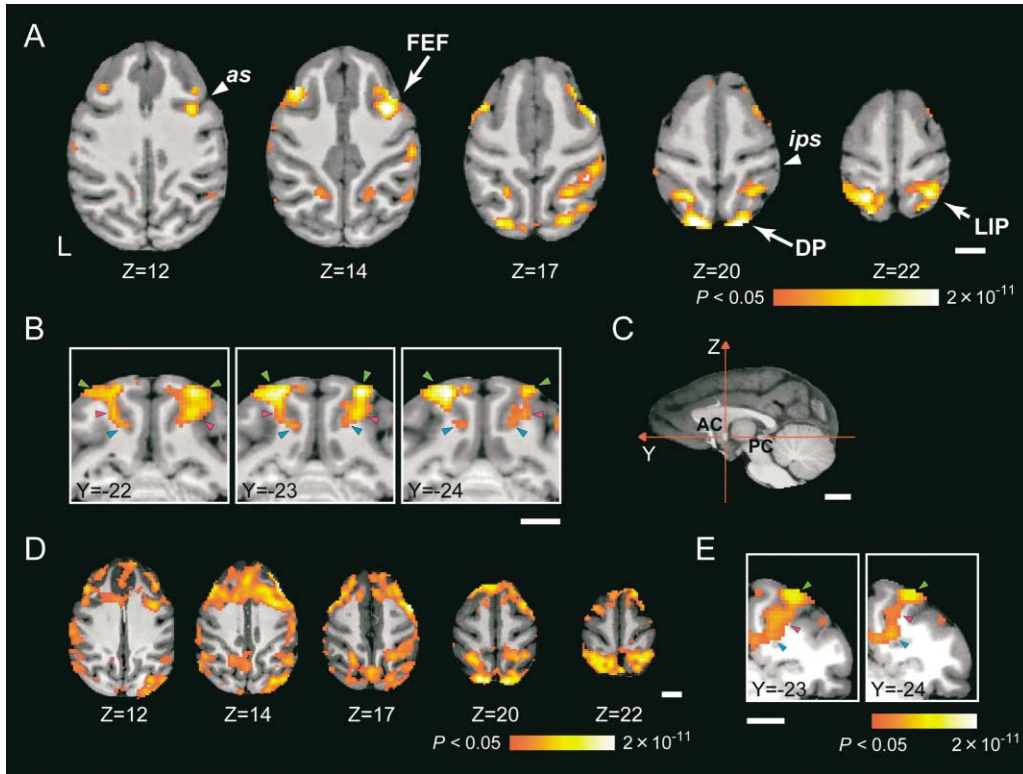 A
as
FEF
ips
LIP
DP
L
Z=12
Z=14
Z=17
Z=20
Z=22
P < 0.05
2 × 10⁻¹¹
B
Y=-22
Y=-23
Y=-24
C
Z
AC
PC
Y
D
Z=12
Z=14
Z=17
Z=20
Z=22
P < 0.05
2 × 10⁻¹¹
E
Y=-23
Y=-24
P < 0.05
2 × 10⁻¹¹